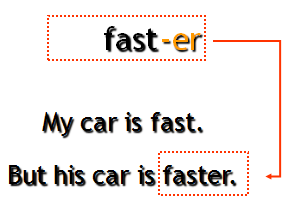 fast-er
My car is fast.
But his car is faster.